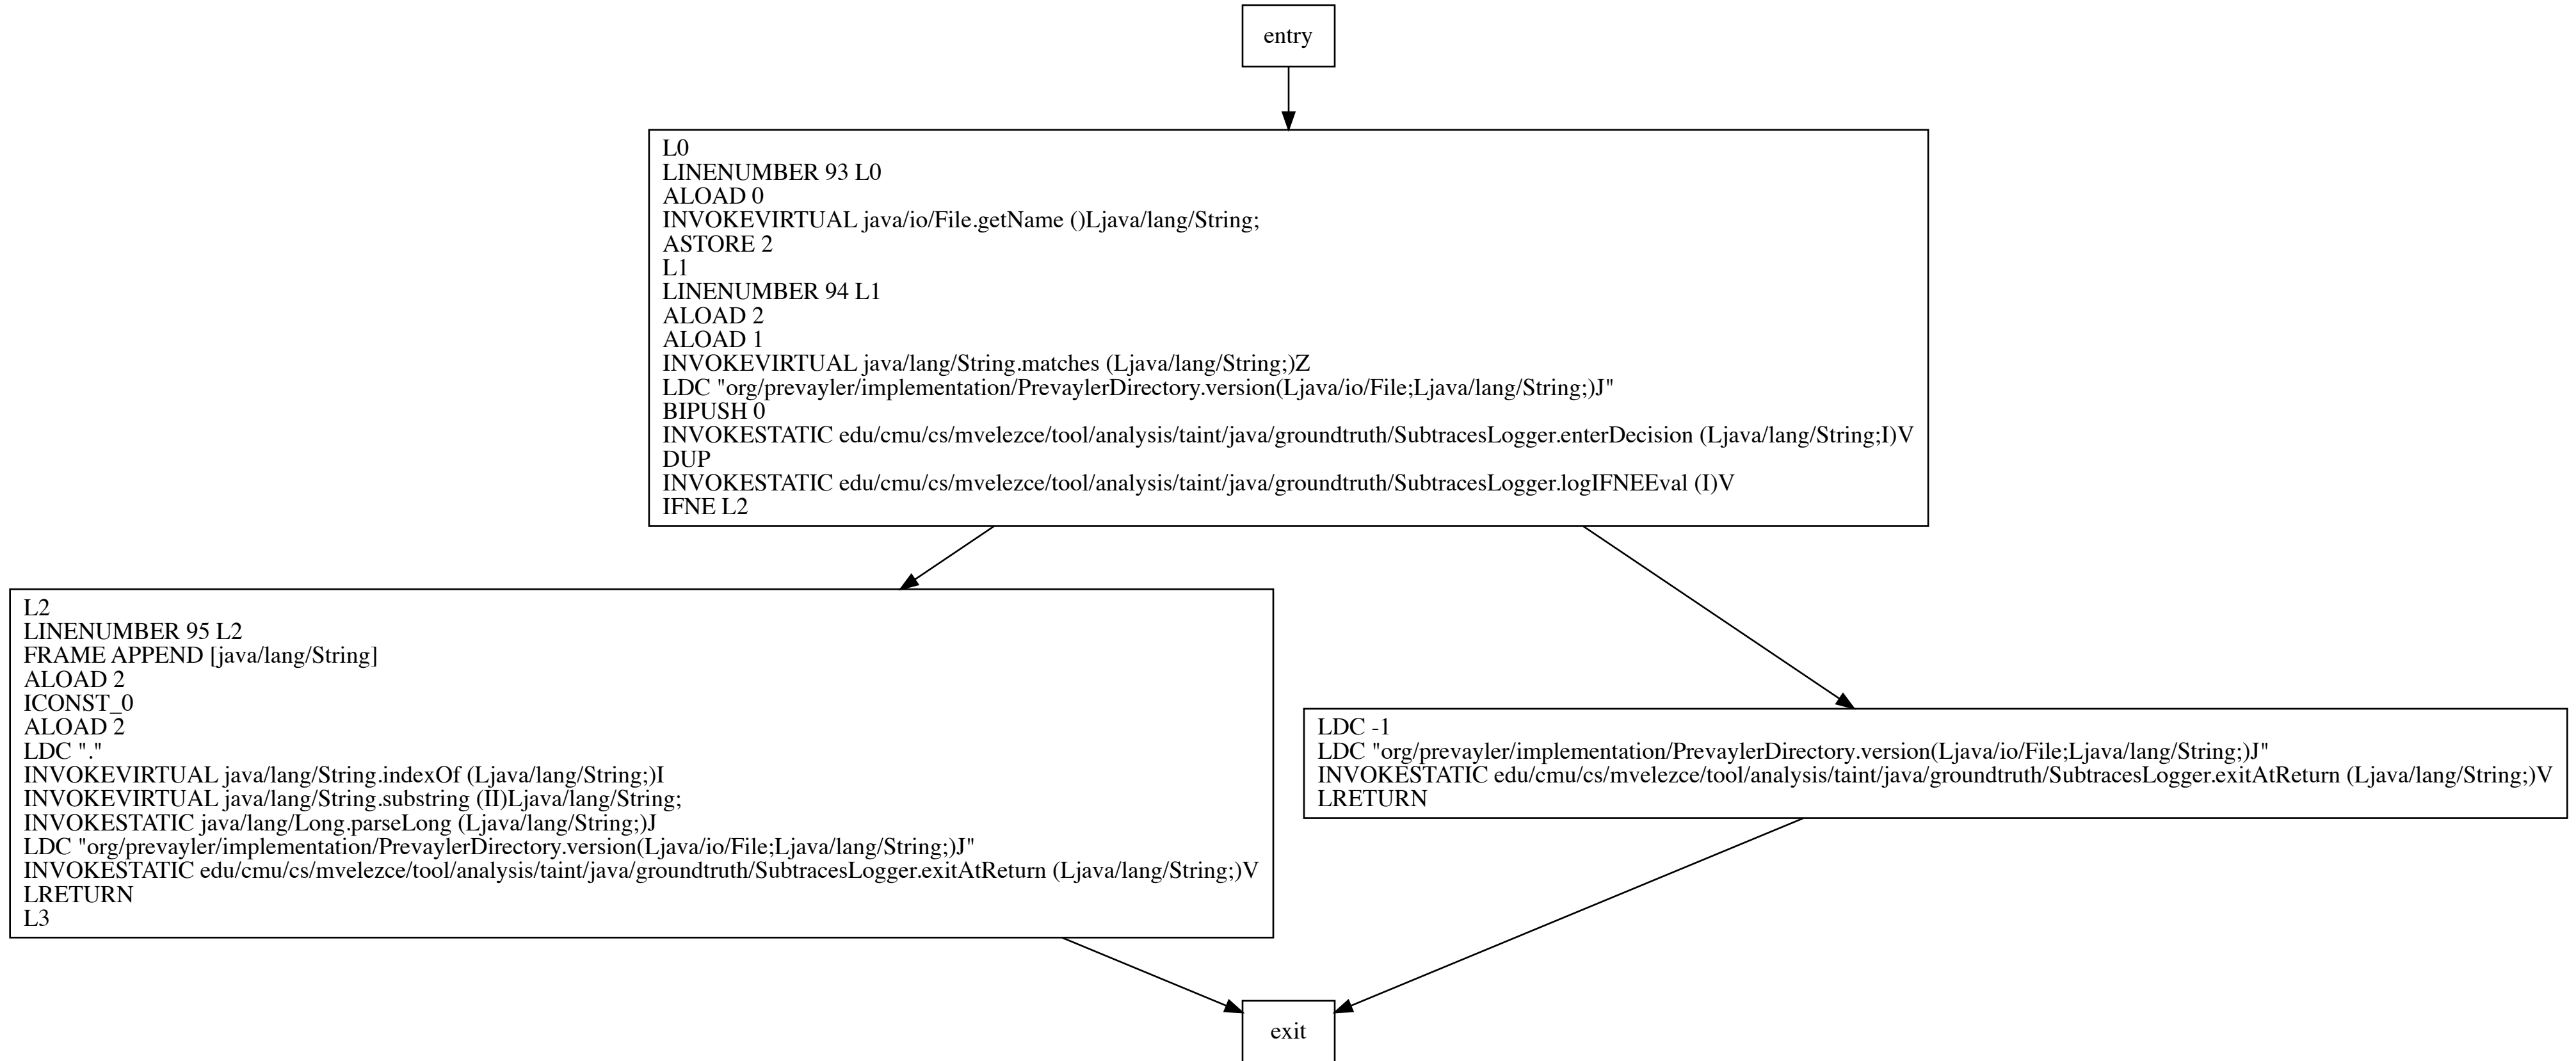 entry
L0
LINENUMBER 93 L0
ALOAD 0
INVOKEVIRTUAL java/io/File.getName ()Ljava/lang/String;
ASTORE 2
L1
LINENUMBER 94 L1
ALOAD 2
ALOAD 1
INVOKEVIRTUAL java/lang/String.matches (Ljava/lang/String;)Z
LDC "org/prevayler/implementation/PrevaylerDirectory.version(Ljava/io/File;Ljava/lang/String;)J"
BIPUSH 0
INVOKESTATIC edu/cmu/cs/mvelezce/tool/analysis/taint/java/groundtruth/SubtracesLogger.enterDecision (Ljava/lang/String;I)V
DUP
INVOKESTATIC edu/cmu/cs/mvelezce/tool/analysis/taint/java/groundtruth/SubtracesLogger.logIFNEEval (I)V
IFNE L2
L2
LINENUMBER 95 L2
FRAME APPEND [java/lang/String]
ALOAD 2
ICONST_0
ALOAD 2
LDC "."
INVOKEVIRTUAL java/lang/String.indexOf (Ljava/lang/String;)I
INVOKEVIRTUAL java/lang/String.substring (II)Ljava/lang/String;
INVOKESTATIC java/lang/Long.parseLong (Ljava/lang/String;)J
LDC "org/prevayler/implementation/PrevaylerDirectory.version(Ljava/io/File;Ljava/lang/String;)J"
INVOKESTATIC edu/cmu/cs/mvelezce/tool/analysis/taint/java/groundtruth/SubtracesLogger.exitAtReturn (Ljava/lang/String;)V
LRETURN
L3
LDC -1
LDC "org/prevayler/implementation/PrevaylerDirectory.version(Ljava/io/File;Ljava/lang/String;)J"
INVOKESTATIC edu/cmu/cs/mvelezce/tool/analysis/taint/java/groundtruth/SubtracesLogger.exitAtReturn (Ljava/lang/String;)V
LRETURN
exit